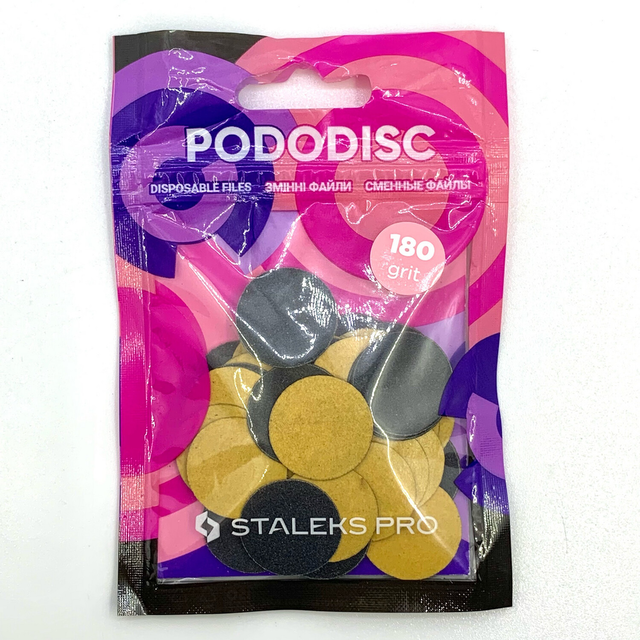 PODODISC
DISPOSABLE FILES ЗМІННІ ФАЙЛИ СМЕННЫЕ ФАЙЛЫ
180
grit
STALEKS PRO